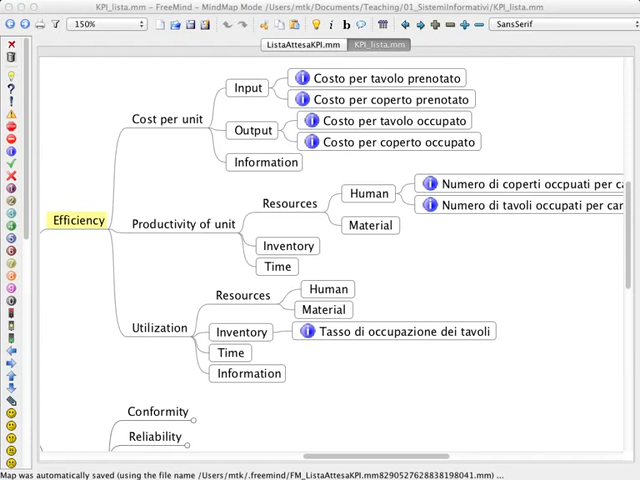 KPI_lista.mm - FreeMind - MindMap Mode /Users/mtk/Documents/Teaching/01_SistemiInformativi/KPI_lista.mm
150%
SansSerif
ListaAttesaKPI.mm
KPI_lista.mm
Input
Costo per tavolo prenotato
Costo per coperto prenotato
Cost per unit
Output
Costo per tavolo occupato
Costo per coperto occupato
Information
Efficiency
Productivity of unit
Resources
Human
Numero di coperti occpuati per ca
Numero di tavoli occupati per car
Material
Inventory
Time
Utilization
Resources
Human
Material
Inventory
Tasso di occupazione dei tavoli
Time
Information
Conformity
Reliability
Map was automatically saved (using the file name /Users/mtk/.freemind/FM_ListaAttesaKPI.mm8290527628838198041.mm) ...